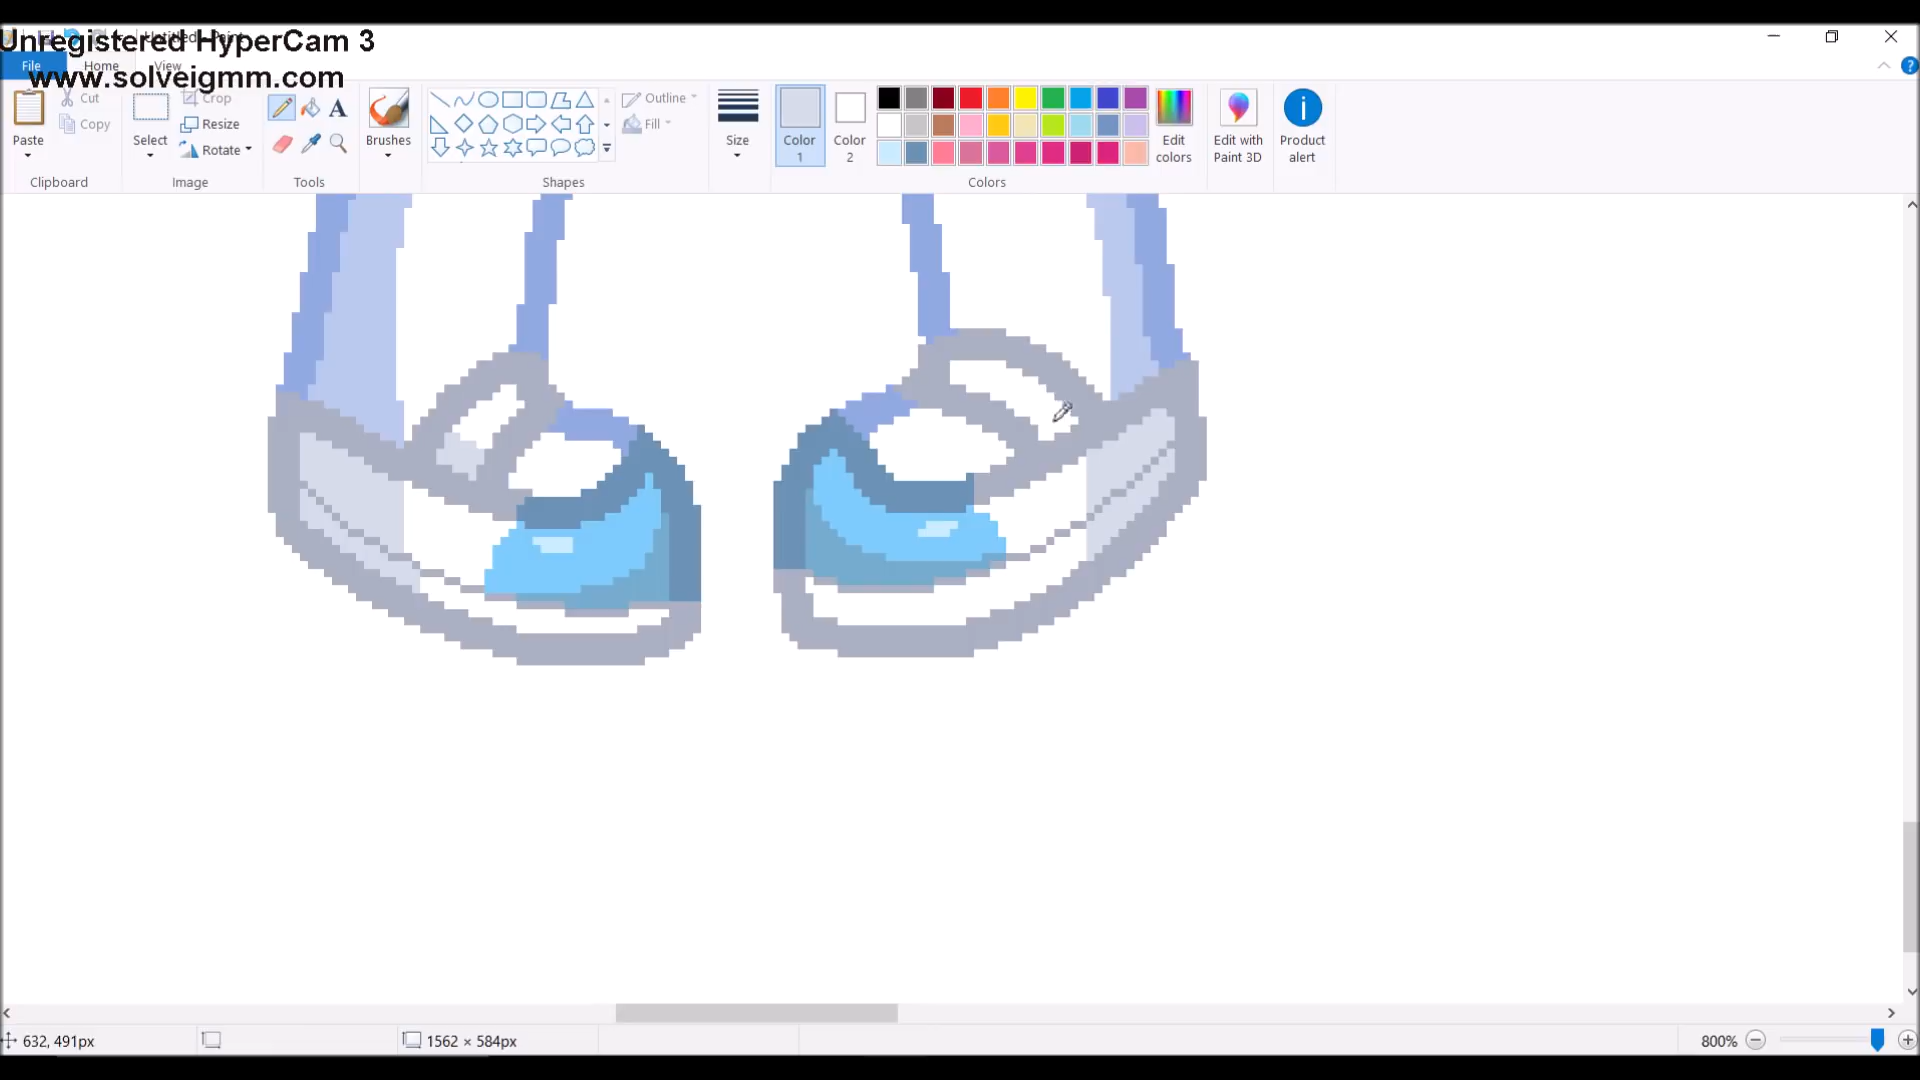 Untitled - Paint
Unregistered HyperCam 3
File Home View
www.solveigmm.com
Paste
Cut
Copy
Clipboard
Select
Crop
Resize
Rotate
Image
Tools
Brushes
Outline
Fill
Shapes
Size
Color 1
Color 2
Edit colors
Colors
Edit with Paint 3D
Product alert
632, 491px
1562 × 584px
800%